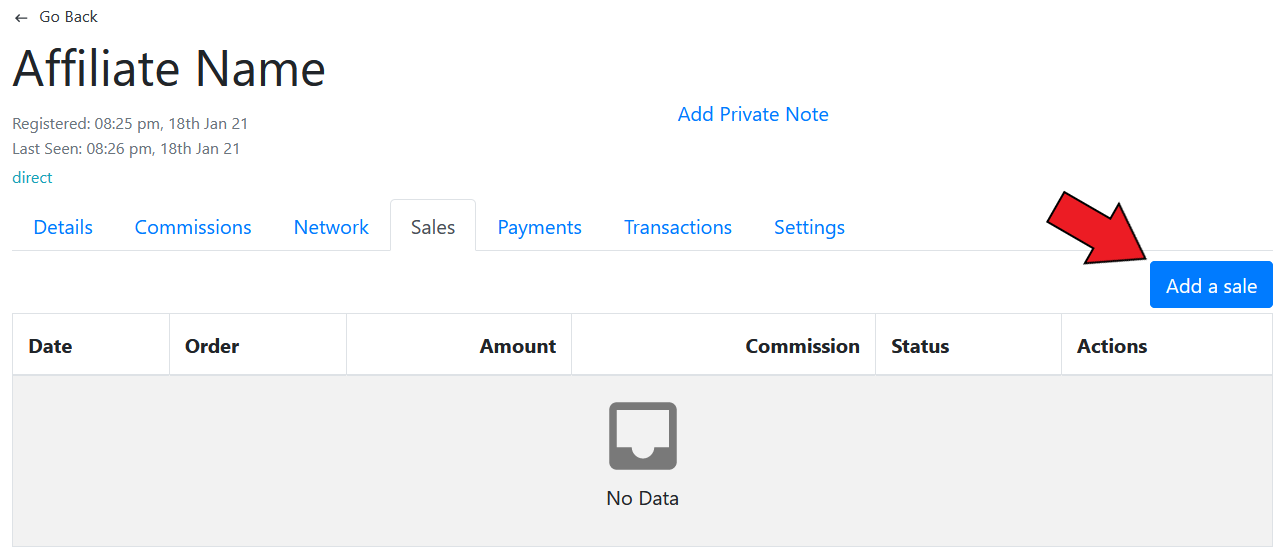 ← Go Back
Affiliate Name
Registered: 08:25 pm, 18th Jan 21
Add Private Note
Last Seen: 08:26 pm, 18th Jan 21
direct
Details Commissions Network Sales Payments Transactions Settings
Add a sale
Date Order Amount Commission Status Actions
No Data